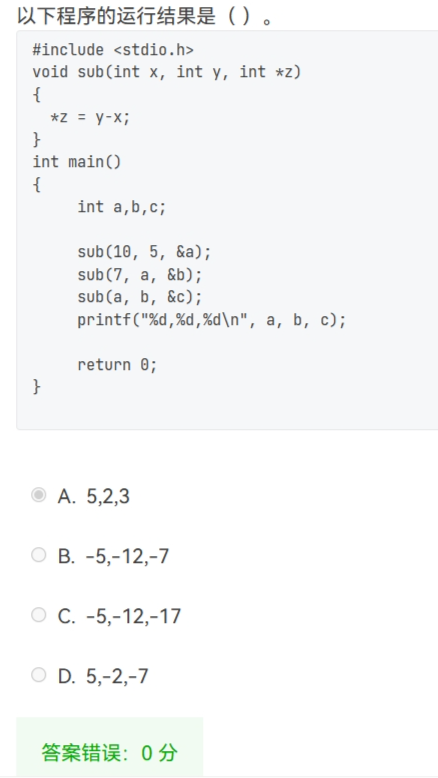 以下程序的运行结果是（ ）。
#include <stdio.h>
void sub(int x, int y, int *z)
{
  *z = y-x;
}
int main()
{
     int a,b,c;

     sub(10, 5, &a);
     sub(7, a, &b);
     sub(a, b, &c);
     printf("%d,%d,%d\n", a, b, c);

     return 0;
}
A. 5,2,3
B. -5,-12,-7
C. -5,-12,-17
D. 5,-2,-7
答案错误：0 分